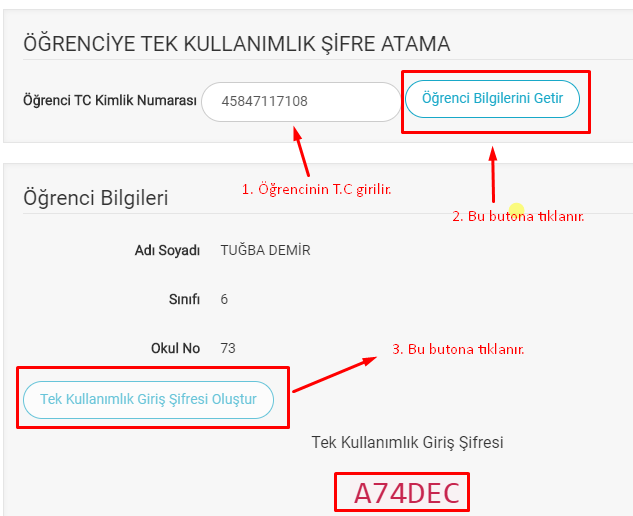 ÖĞRENCİYE TEK KULLANIMLIK ŞİFRE ATAMA
Öğrenci TC Kimlik Numarası 45847117108 Öğrenci Bilgilerini Getir
1. Öğrencinin T.C girilir.
Öğrenci Bilgileri
2. Bu butona tıklanır.
Adı Soyadı TUĞBA DEMİR
Sınıfı 6
Okul No 73
3. Bu butona tıklanır.
Tek Kullanımlık Giriş Şifresi Oluştur
Tek Kullanımlık Giriş Şifresi
A74DEC